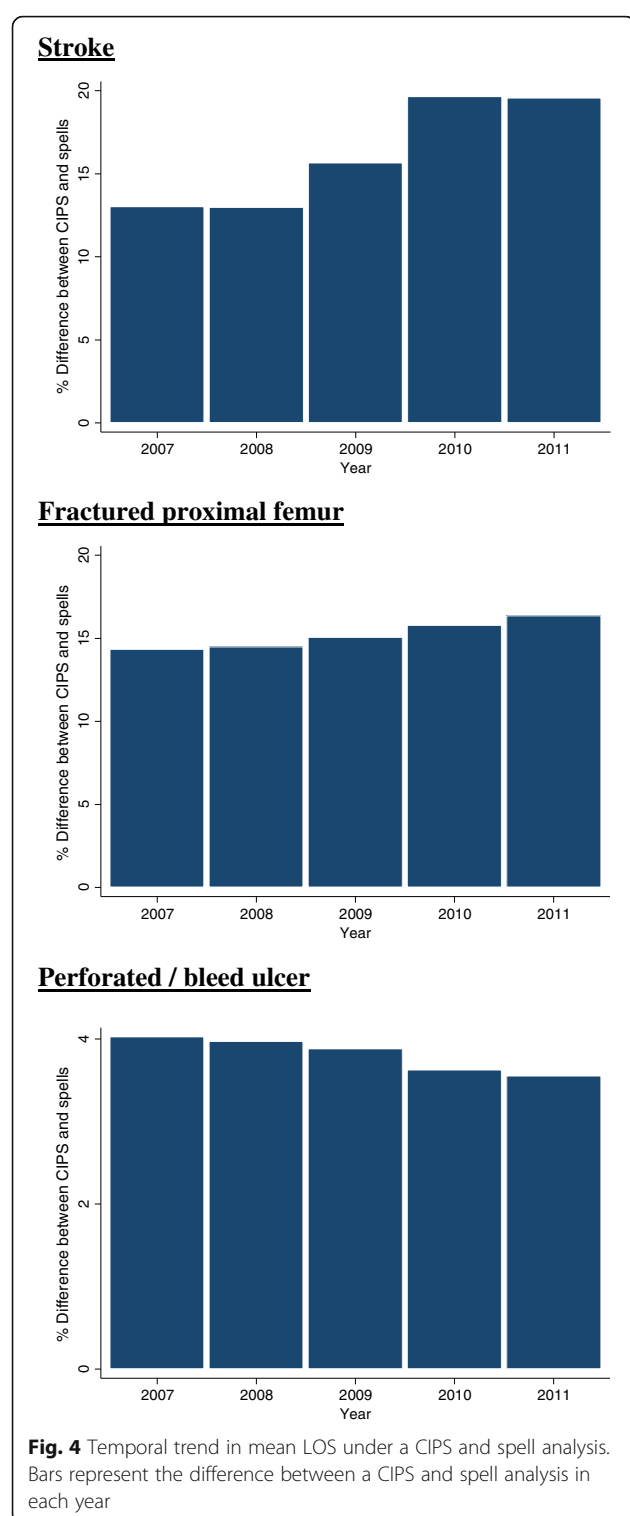 Stroke
% Difference between CIPS and spells
20
15
10
5
0
2007 2008 2009 2010 2011
Year
Fractured proximal femur
% Difference between CIPS and spells
20
15
10
5
0
2007 2008 2009 2010 2011
Year
Perforated / bleed ulcer
% Difference between CIPS and spells
4
2
0
2007 2008 2009 2010 2011
Year
Fig. 4 Temporal trend in mean LOS under a CIPS and spell analysis.
Bars represent the difference between a CIPS and spell analysis in
each year